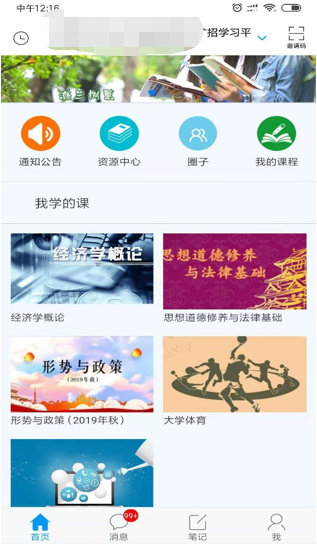 中午12:16
广招学习平
邀请码
通知公告
资源中心
圈子
我的课程
我学的课
经济学概论
思想道德修养
与法律基础
经济学概论
思想道德修养与法律基础
形势与政策
(2019年秋)
形势与政策(2019年秋)
大学体育
99+
首页
消息
笔记
我